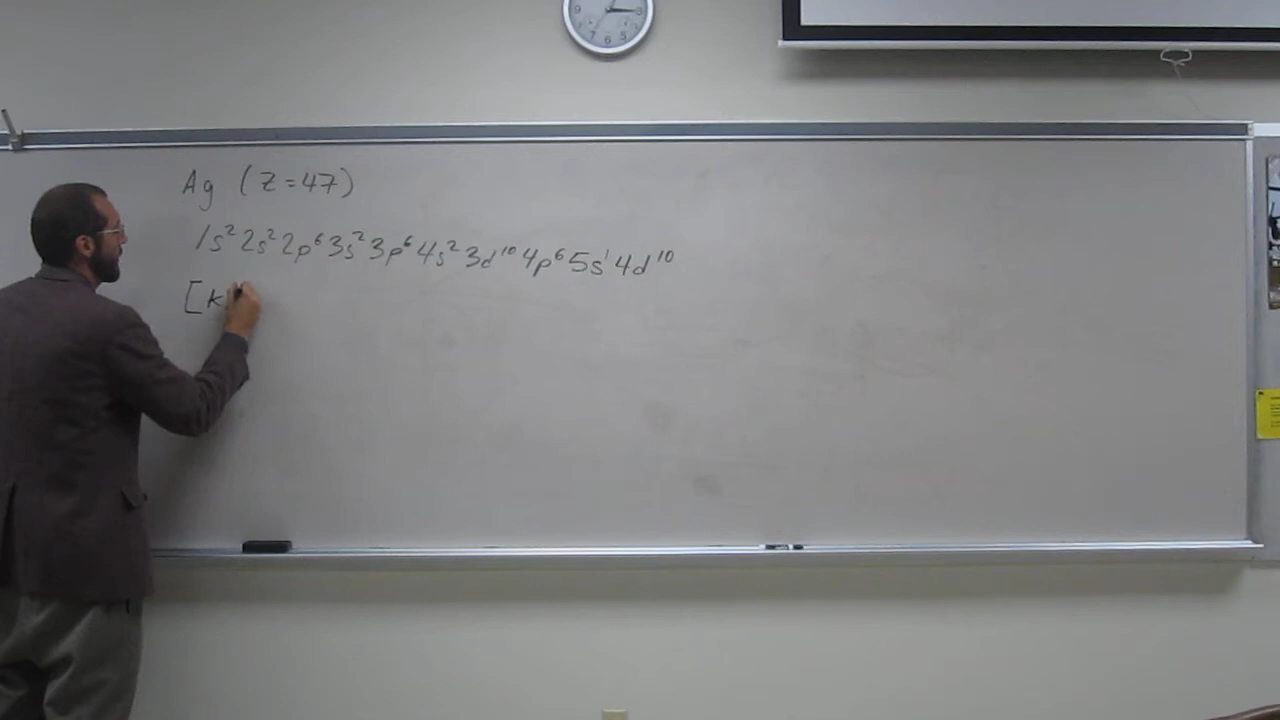 Ag (Z=47)
1s² 2s² 2p⁶ 3s² 3p⁶ 4s² 3d¹⁰ 4p⁶ 5s¹ 4d¹⁰
[K